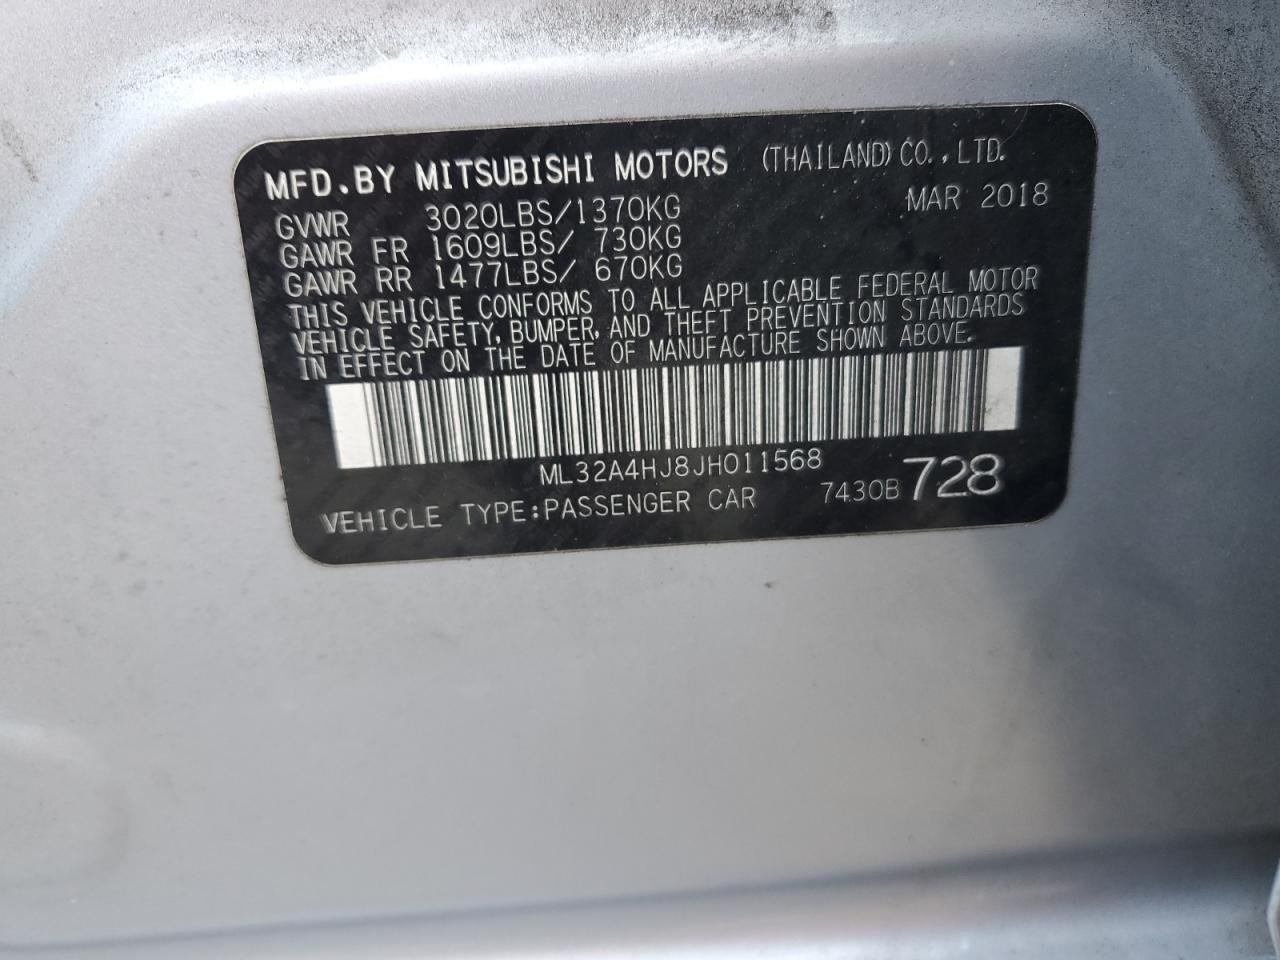 MFD.BY MITSUBISHI MOTORS (THAILAND) CO.,LTD.
GVWR 3020LBS/1370KG MAR 2018
GAWR FR 1609LBS/ 730KG
GAWR RR 1477LBS/ 670KG
THIS VEHICLE CONFORMS TO ALL APPLICABLE FEDERAL MOTOR
VEHICLE SAFETY, BUMPER, AND THEFT PREVENTION STANDARDS
IN EFFECT ON THE DATE OF MANUFACTURE SHOWN ABOVE.
ML32A4HJ8JH011568
VEHICLE TYPE:PASSENGER CAR 7430B 728